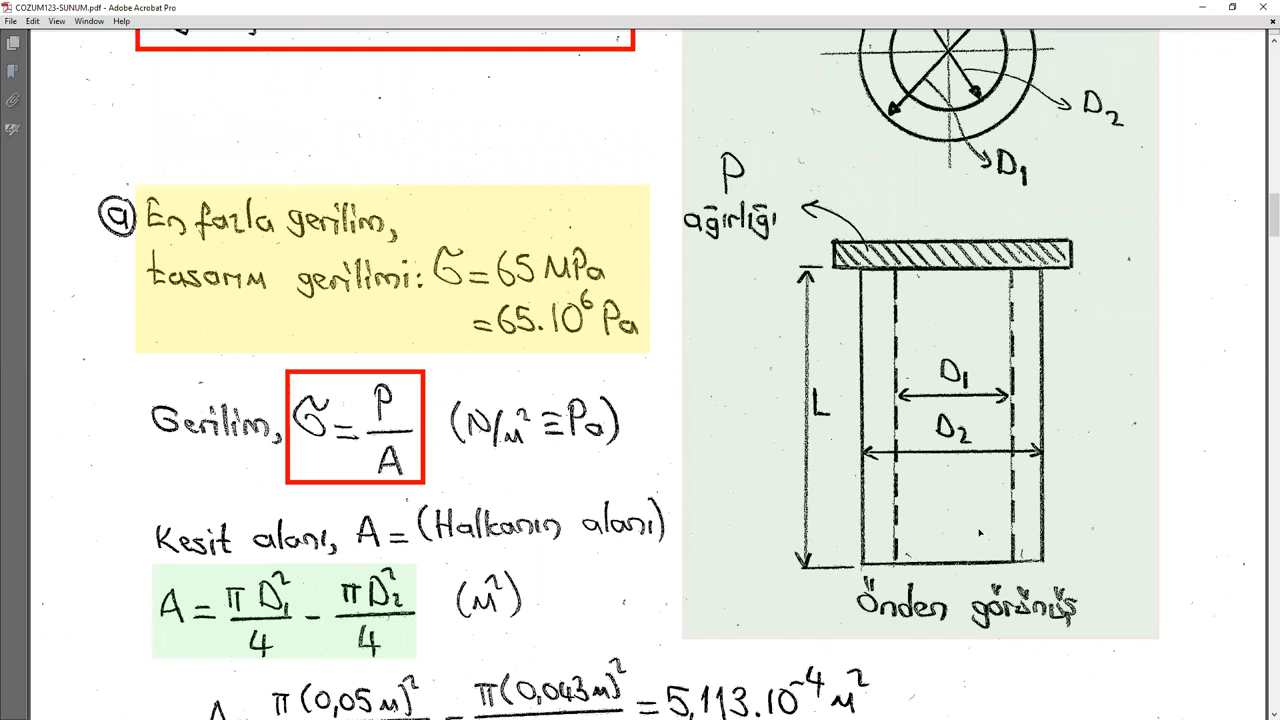 COZUM123-SUNUM.pdf - Adobe Acrobat Pro
File Edit View Window Help
D2
D1
P
ağırlığı
a En fazla gerilim,
tasarım gerilimi: σ = 65 MPa
= 65.10⁶ Pa
Gerilim, σ = P/A (N/m² ≡ Pa)
Kesit alanı, A = (Halkanın alanı)
A = πD₁²/4 - πD₂²/4 (m²)
A = π(0,05m)² - π(0,043m)² = 5,113.10⁻⁴ m²
L
D1
D2
Önden görünüş